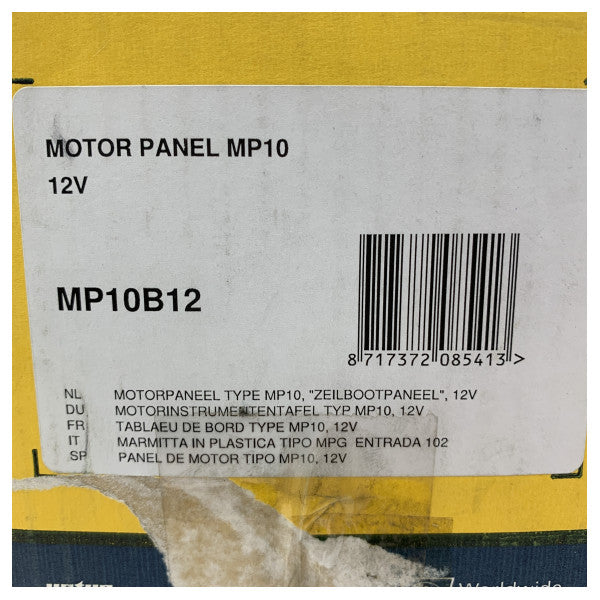 MOTOR PANEL MP10
12V
MP10B12
8 717372 085413 >
NL MOTORPANEEL TYPE MP10, "ZEILBOOTPANEEL", 12V
DU MOTORINSTRUMENTENTAFEL TYP MP10, 12V
FR TABLAEU DE BORD TYPE MP10, 12V
IT MARMITTA IN PLASTICA TIPO MPG ENTRADA 102
SP PANEL DE MOTOR TIPO MP10, 12V
Worldwide